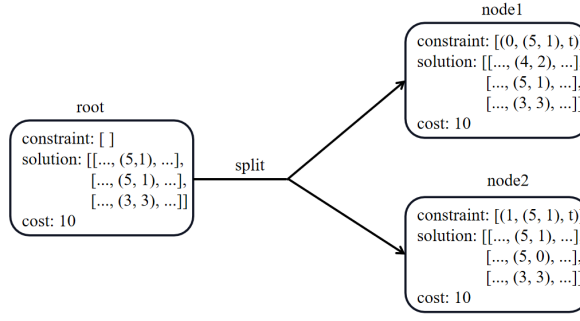 root
constraint: [ ]
solution: [[..., (5,1), ...],
[..., (5, 1), ...],
[..., (3, 3), ...]]
cost: 10
split
node1
constraint: [(0, (5, 1), t)]
solution: [[..., (4, 2), ...]
[..., (5, 1), ...],
[..., (3, 3), ...]]
cost: 10
node2
constraint: [(1, (5, 1), t)]
solution: [[..., (5, 1), ...]
[..., (5, 0), ...],
[..., (3, 3), ...]]
cost: 10